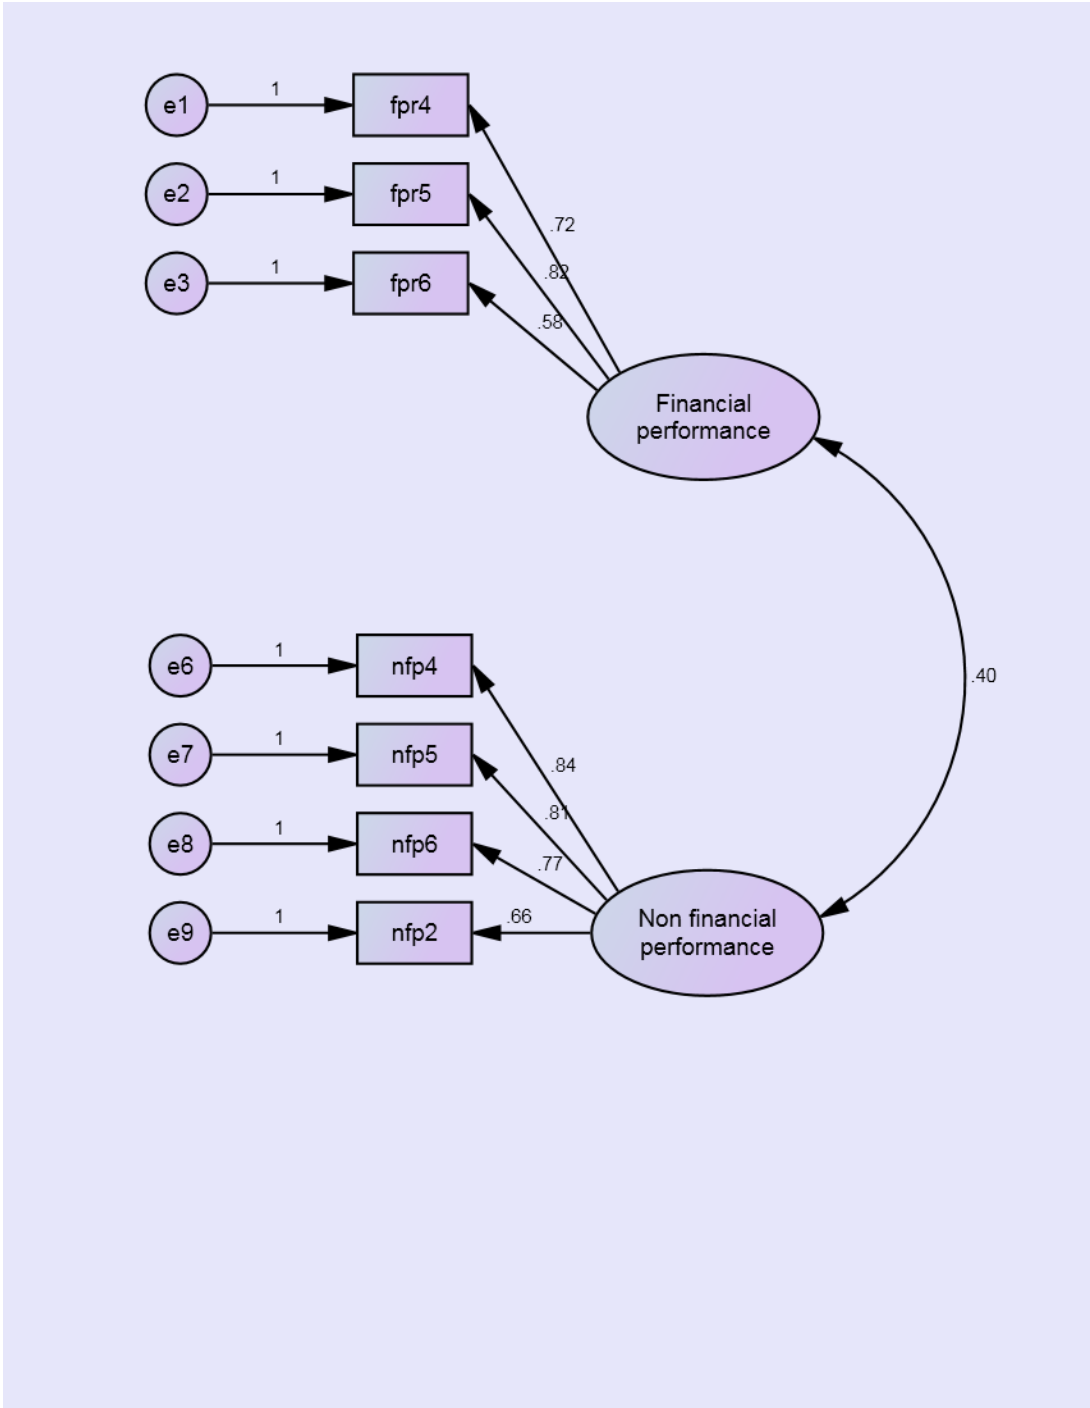 e1
1
fpr4
e2
1
fpr5
e3
1
fpr6
.72
.82
.58
Financial
performance
.40
e6
1
nfp4
e7
1
nfp5
e8
1
nfp6
e9
1
nfp2
.84
.81
.77
.66
Non financial
performance